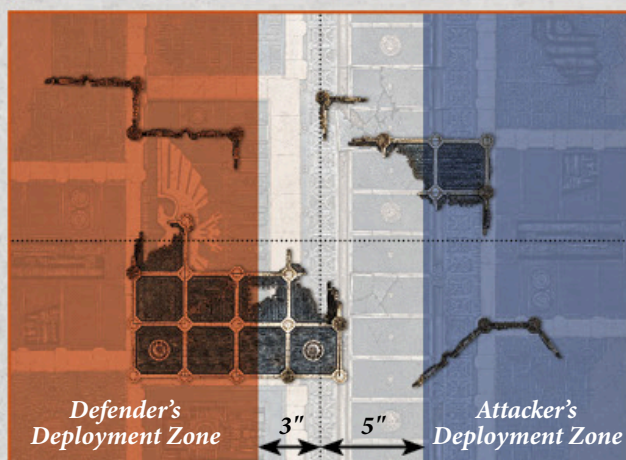 Defender's
Deployment Zone
3"
5"
Attacker's
Deployment Zone